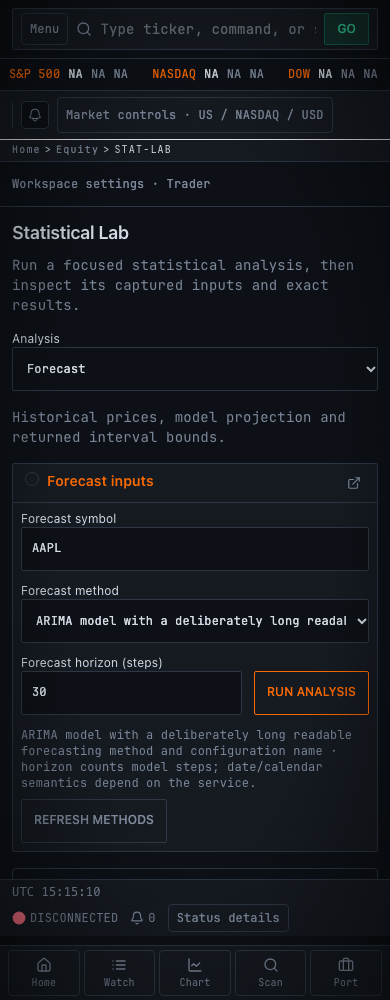 Menu
Type ticker, command, or
GO
S&P 500 NA NA NA NASDAQ NA NA NA DOW NA NA NA
Market controls · US / NASDAQ / USD
Home > Equity > STAT-LAB
Workspace settings · Trader
Statistical Lab
Run a focused statistical analysis, then
inspect its captured inputs and exact
results.
Analysis
Forecast
Historical prices, model projection and
returned interval bounds.
Forecast inputs
Forecast symbol
AAPL
Forecast method
ARIMA model with a deliberately long readal
Forecast horizon (steps)
30
RUN ANALYSIS
ARIMA model with a deliberately long readable
forecasting method and configuration name ·
horizon counts model steps; date/calendar
semantics depend on the service.
REFRESH METHODS
UTC 15:15:10
DISCONNECTED
0
Status details
Home Watch Chart Scan Port